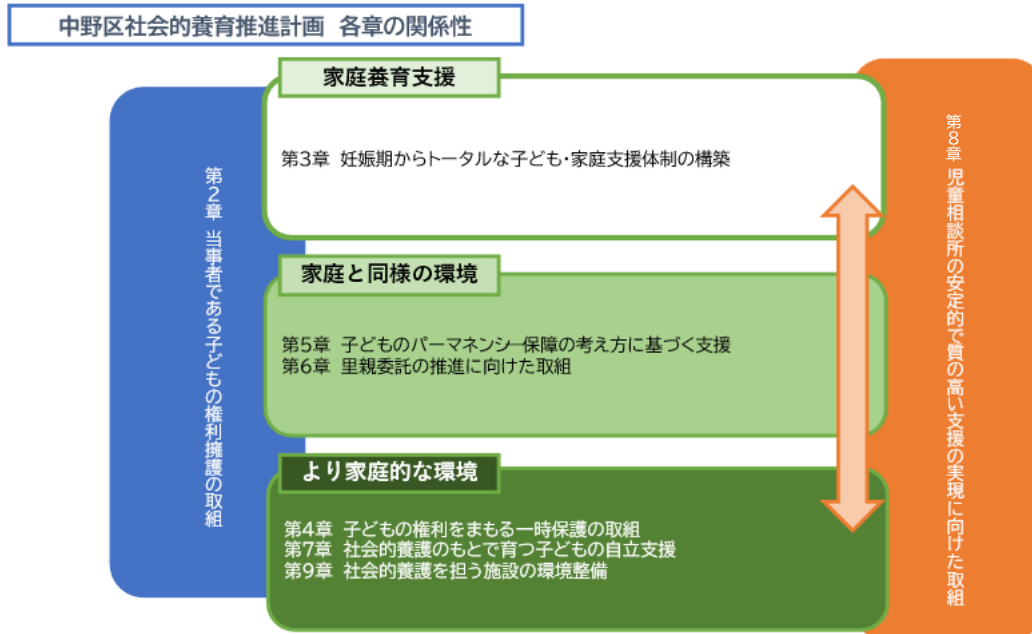 中野区社会的養育推進計画 各章の関係性
第2章 当事者である子どもの権利擁護の取組
家庭養育支援
第3章 妊娠期からトータルな子ども・家庭支援体制の構築
家庭と同様の環境
第5章 子どものパーマネンシー保障の考え方に基づく支援
第6章 里親委託の推進に向けた取組
より家庭的な環境
第4章 子どもの権利をまもる一時保護の取組
第7章 社会的養護のもとで育つ子どもの自立支援
第9章 社会的養護を担う施設の環境整備
第8章 児童相談所の安定的で質の高い支援の実現に向けた取組